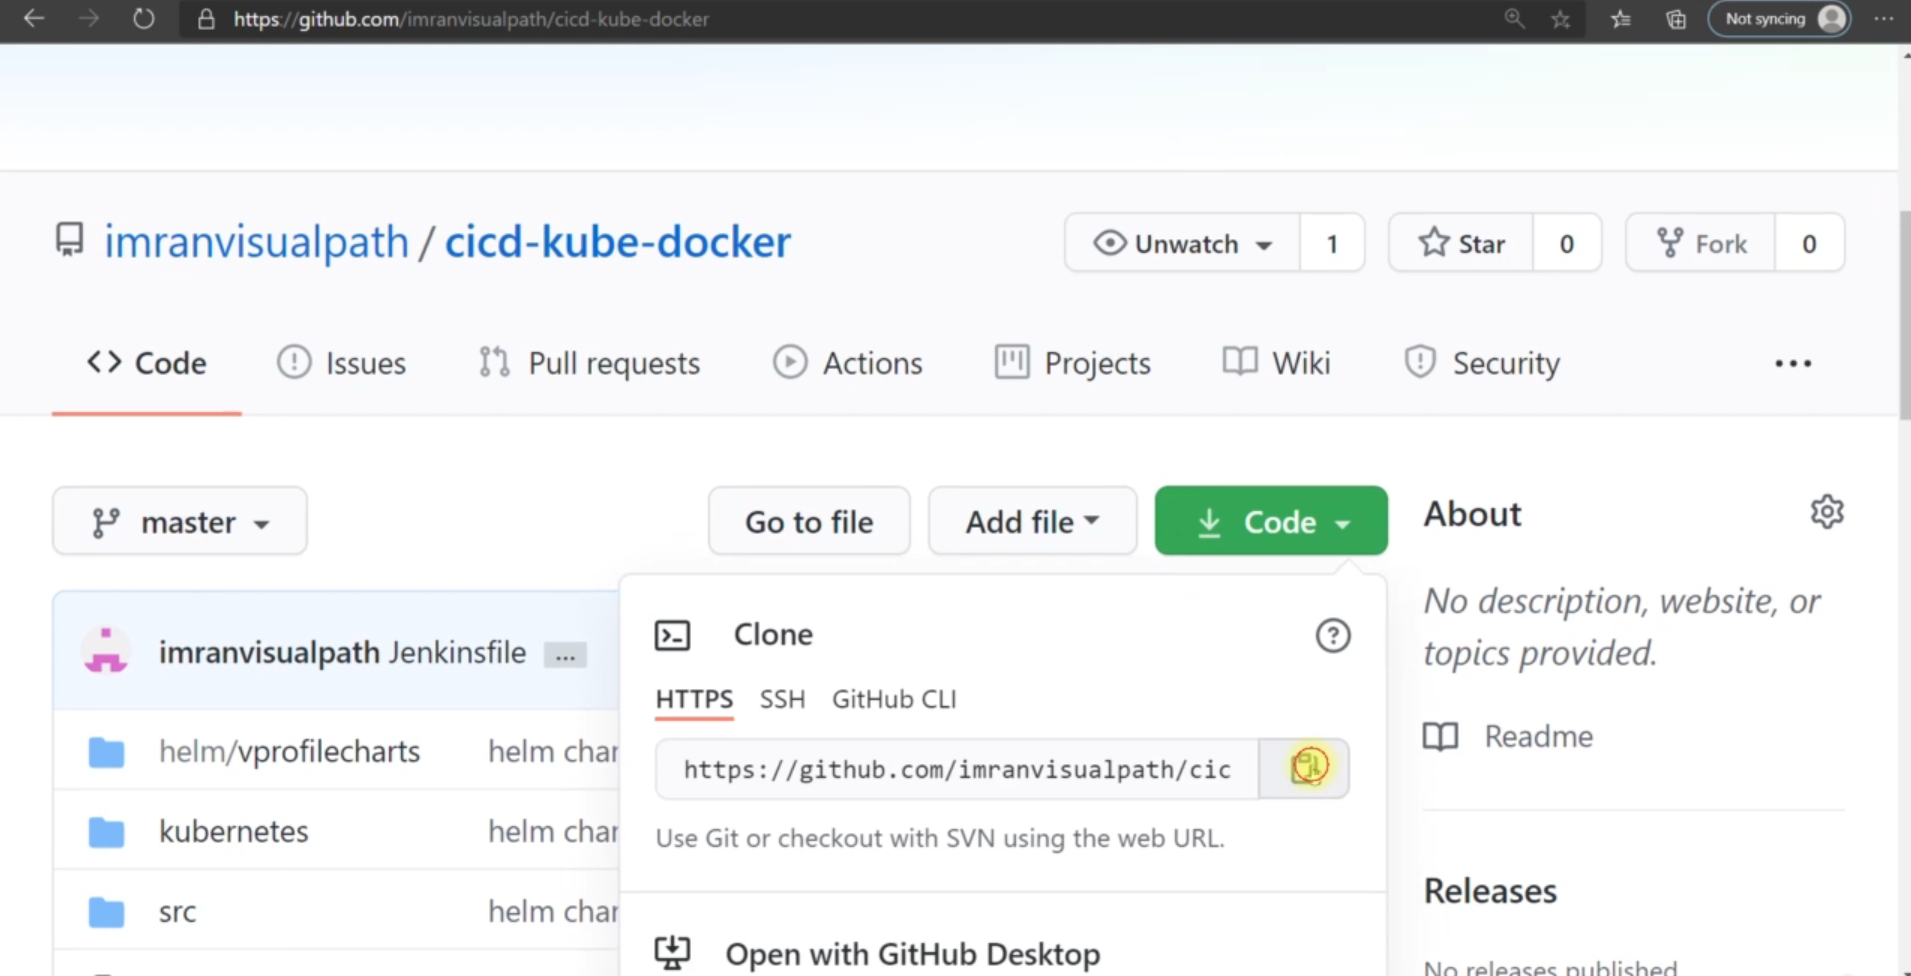 https://github.com/imranvisualpath/cicd-kube-docker
Not syncing
imranvisualpath / cicd-kube-docker
Unwatch 1
Star 0
Fork 0
Code
Issues
Pull requests
Actions
Projects
Wiki
Security
master
Go to file
Add file
Code
About
No description, website, or
topics provided.
imranvisualpath Jenkinsfile ...
Clone
HTTPS SSH GitHub CLI
https://github.com/imranvisualpath/cic
Use Git or checkout with SVN using the web URL.
Open with GitHub Desktop
helm/vprofilecharts helm char
kubernetes helm char
src helm char
Readme
Releases
No releases published